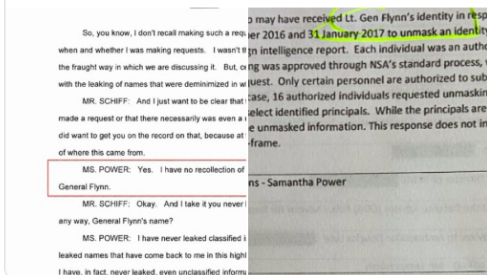 So, you know, I don't recall making such a req
when and whether I was making requests. I wasn't
the fraught way in which we are discussing it. But,
with the leaking of names that were deminimized in
MR. SCHIFF: And I just want to be clear that
made a request or that there necessarily was even a
did want to get you on the record on that, because at
of where this came from.
MS. POWER: Yes. I have no recollection of
General Flynn.
MR. SCHIFF: Okay. And I take it you never
any way, General Flynn's name?
MS. POWER: I have never leaked classified i
leaked names that have come back to me in this highl
I have, in fact, never leaked, even unclassified inform
may have received Lt. Gen Flynn's identity in resp
er 2016 and 31 January 2017 to unmask an identity
gn intelligence report. Each individual was an autho
ng was approved through NSA's standard process,
uest. Only certain personnel are authorized to sub
ase, 16 authorized individuals requested unmaskin
elect identified principals. While the principals are
e unmasked information. This response does not in
frame.
ns - Samantha Power